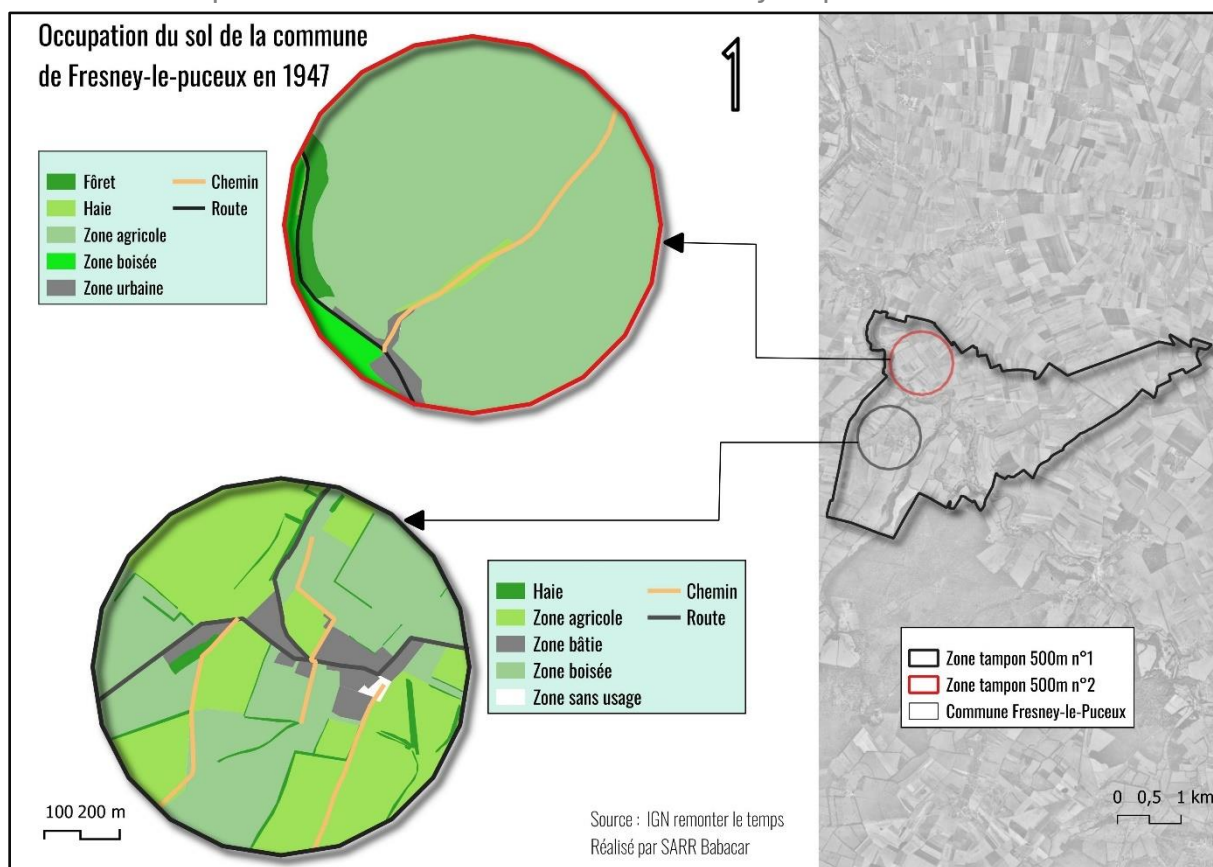 Occupation du sol de la commune
de Fresney-le-puceux en 1947
1
Fôret
Haie
Zone agricole
Zone boisée
Zone urbaine
Chemin
Route
Haie
Zone agricole
Zone bâtie
Zone boisée
Zone sans usage
Chemin
Route
Zone tampon 500m n°1
Zone tampon 500m n°2
Commune Fresney-le-Puceux
100 200 m
Source : IGN remonter le temps
Réalisé par SARR Babacar
0 0,5 1 km